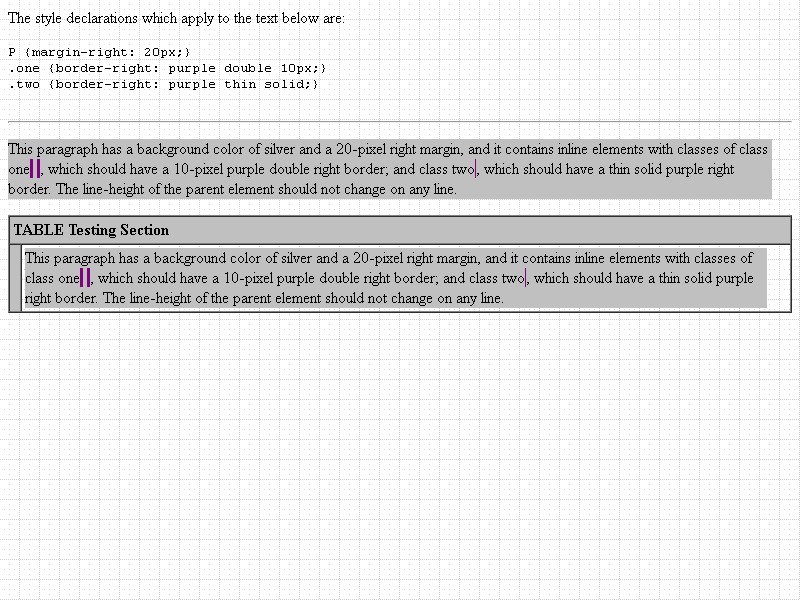 The style declarations which apply to the text below are:
P {margin-right: 20px;}
.one {border-right: purple double 10px;}
.two {border-right: purple thin solid;}
This paragraph has a background color of silver and a 20-pixel right margin, and it contains inline elements with classes of class
one, which should have a 10-pixel purple double right border; and class two, which should have a thin solid purple right
border. The line-height of the parent element should not change on any line.
TABLE Testing Section
This paragraph has a background color of silver and a 20-pixel right margin, and it contains inline elements with classes of
class one, which should have a 10-pixel purple double right border; and class two, which should have a thin solid purple
right border. The line-height of the parent element should not change on any line.